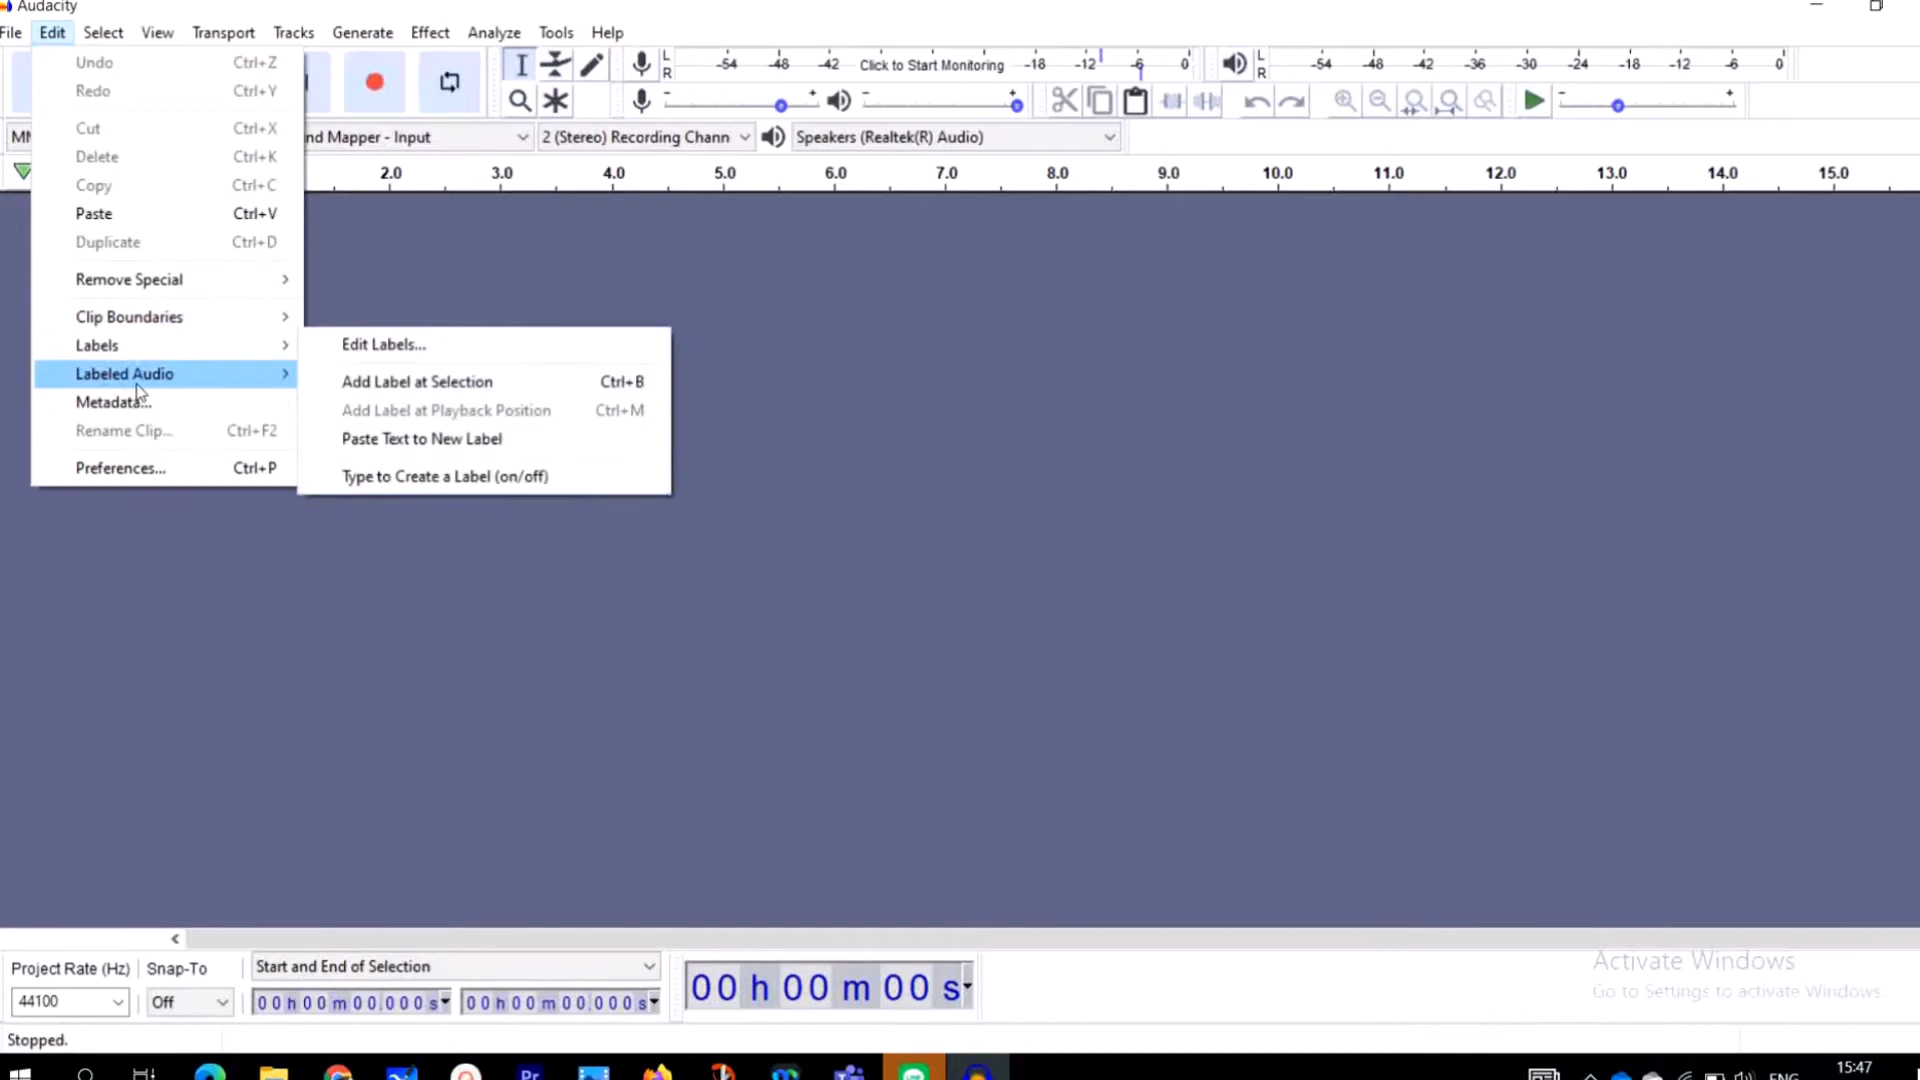 Audacity
File Edit Select View Transport Tracks Generate Effect Analyze Tools Help
Undo Ctrl+Z
Redo Ctrl+Y
Cut Ctrl+X
Delete Ctrl+K
Copy Ctrl+C
Paste Ctrl+V
Duplicate Ctrl+D
Remove Special
Clip Boundaries
Labels
Labeled Audio
Metadata...
Rename Clip... Ctrl+F2
Preferences... Ctrl+P
Edit Labels...
Add Label at Selection Ctrl+B
Add Label at Playback Position Ctrl+M
Paste Text to New Label
Type to Create a Label (on/off)
L R -54 -48 -42 Click to Start Monitoring -18 -12 -6 0 L R -54 -48 -42 -36 -30 -24 -18 -12 -6 0
- + - + - +
MM nd Mapper - Input 2 (Stereo) Recording Chann Speakers (Realtek(R) Audio)
2.0 3.0 4.0 5.0 6.0 7.0 8.0 9.0 10.0 11.0 12.0 13.0 14.0 15.0
Project Rate (Hz) Snap-To Start and End of Selection
44100 Off 00 h 00 m 00.000 s 00 h 00 m 00.000 s 00 h 00 m 00 s
Activate Windows
Go to Settings to activate Windows.
Stopped.
Pr ENG 15:47